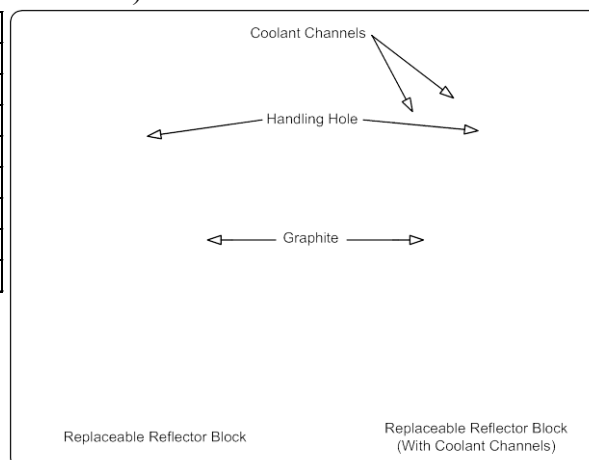 Coolant Channels
Handling Hole
Graphite
Replaceable Reflector Block
Replaceable Reflector Block
(With Coolant Channels)